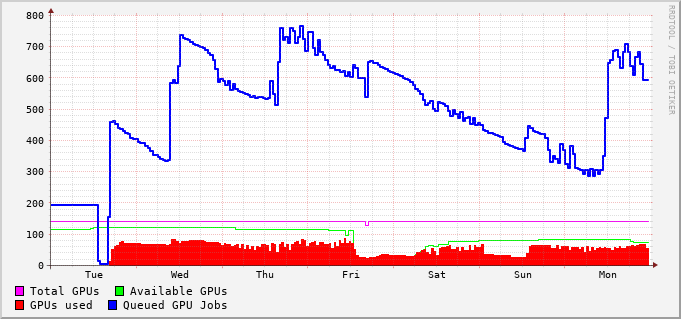 800
700
600
500
400
300
200
100
0
Tue Wed Thu Fri Sat Sun Mon
Total GPUs Available GPUs
GPUs used Queued GPU Jobs
RRDTOOL / TOBI OETIKER